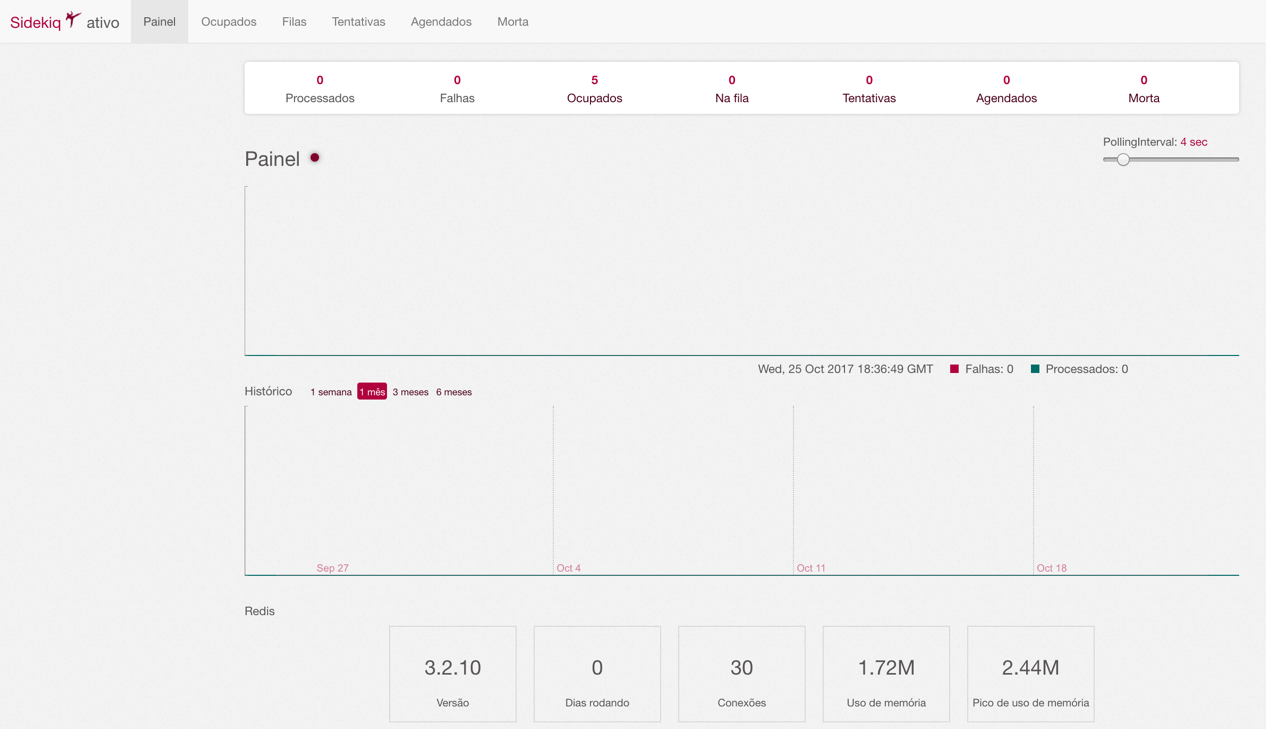 Sidekiq ativo Painel Ocupados Filas Tentativas Agendados Morta
0 0 5 0 0 0 0
Processados Falhas Ocupados Na fila Tentativas Agendados Morta
PollingInterval: 4 sec
Painel
Wed, 25 Oct 2017 18:36:49 GMT Falhas: 0 Processados: 0
Histórico 1 semana 1 mês 3 meses 6 meses
Sep 27 Oct 4 Oct 11 Oct 18
Redis
3.2.10 0 30 1.72M 2.44M
Versão Dias rodando Conexões Uso de memória Pico de uso de memória